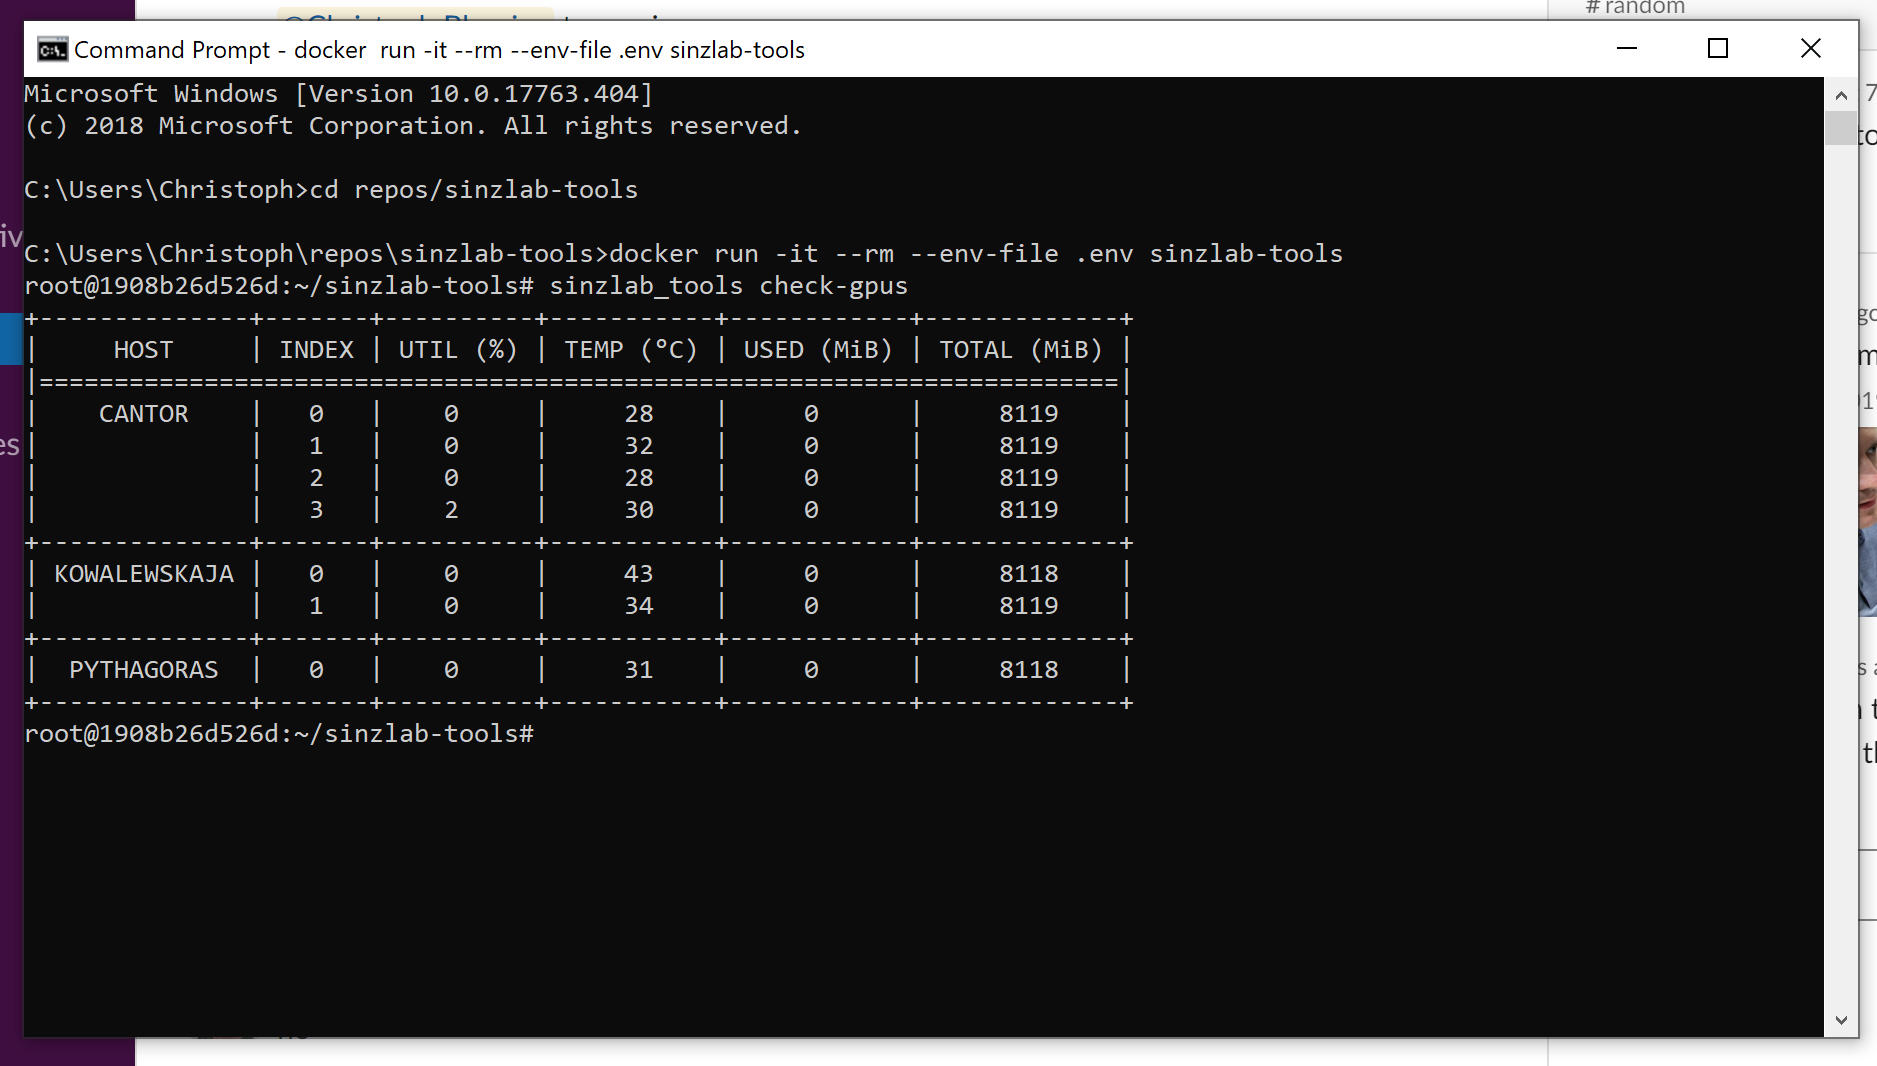 # random
Command Prompt - docker  run -it --rm --env-file .env sinzlab-tools
Microsoft Windows [Version 10.0.17763.404]
(c) 2018 Microsoft Corporation. All rights reserved.
C:\Users\Christoph>cd repos/sinzlab-tools
C:\Users\Christoph\repos\sinzlab-tools>docker run -it --rm --env-file .env sinzlab-tools
root@1908b26d526d:~/sinzlab-tools# sinzlab_tools check-gpus
+--------------+-------+----------+-----------+------------+-------------+
|     HOST     | INDEX | UTIL (%) | TEMP (°C) | USED (MiB) | TOTAL (MiB) |
|========================================================================|
|    CANTOR    |   0   |    0     |     28    |     0      |     8119    |
|              |   1   |    0     |     32    |     0      |     8119    |
|              |   2   |    0     |     28    |     0      |     8119    |
|              |   3   |    2     |     30    |     0      |     8119    |
+--------------+-------+----------+-----------+------------+-------------+
| KOWALEWSKAJA |   0   |    0     |     43    |     0      |     8118    |
|              |   1   |    0     |     34    |     0      |     8119    |
+--------------+-------+----------+-----------+------------+-------------+
|  PYTHAGORAS  |   0   |    0     |     31    |     0      |     8118    |
+--------------+-------+----------+-----------+------------+-------------+
root@1908b26d526d:~/sinzlab-tools#